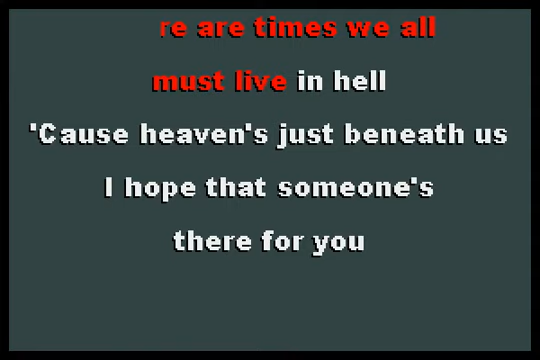 re are times we all
must live in hell
'Cause heaven's just beneath us
I hope that someone's
there for you